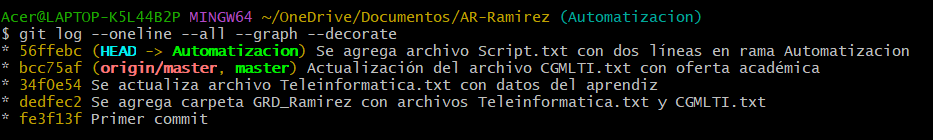 Acer@LAPTOP-K5L44B2P MINGW64 ~/OneDrive/Documentos/AR-Ramirez (Automatizacion)
$ git log --oneline --all --graph --decorate
* 56ffebc (HEAD -> Automatizacion) Se agrega archivo Script.txt con dos líneas en rama Automatizacion
* bcc75af (origin/master, master) Actualización del archivo CGMLTI.txt con oferta académica
* 34f0e54 Se actualiza archivo Teleinformatica.txt con datos del aprendiz
* dedfec2 Se agrega carpeta GRD_Ramirez con archivos Teleinformatica.txt y CGMLTI.txt
* fe3f13f Primer commit